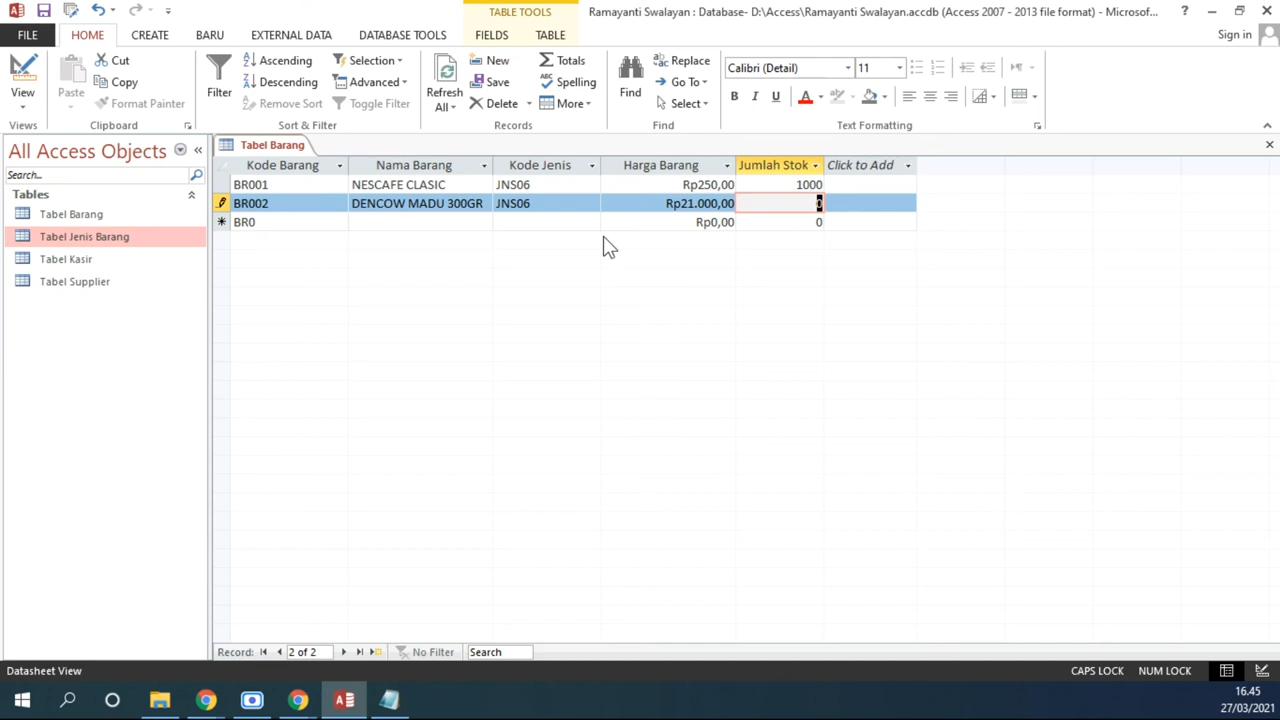 TABLE TOOLS
Ramayanti Swalayan : Database- D:\Access\Ramayanti Swalayan.accdb (Access 2007 - 2013 file format) - Microsof...
FILE HOME CREATE BARU EXTERNAL DATA DATABASE TOOLS FIELDS TABLE Sign in
View
Views
Paste
Cut
Copy
Format Painter
Clipboard
Filter
Ascending
Descending
Remove Sort
Selection
Advanced
Toggle Filter
Sort & Filter
Refresh
All
New
Save
Delete
Totals
Spelling
More
Records
Find
Replace
Go To
Select
Find
Calibri (Detail) 11
B I U A
Text Formatting
All Access Objects
Search...
Tables
Tabel Barang
Tabel Jenis Barang
Tabel Kasir
Tabel Supplier
Tabel Barang
Kode Barang Nama Barang Kode Jenis Harga Barang Jumlah Stok Click to Add
BR001 NESCAFE CLASIC JNS06 Rp250,00 1000
BR002 DENCOW MADU 300GR JNS06 Rp21.000,00 0
BR0 Rp0,00 0
Record: 2 of 2 No Filter Search
Datasheet View CAPS LOCK NUM LOCK
16.45
27/03/2021